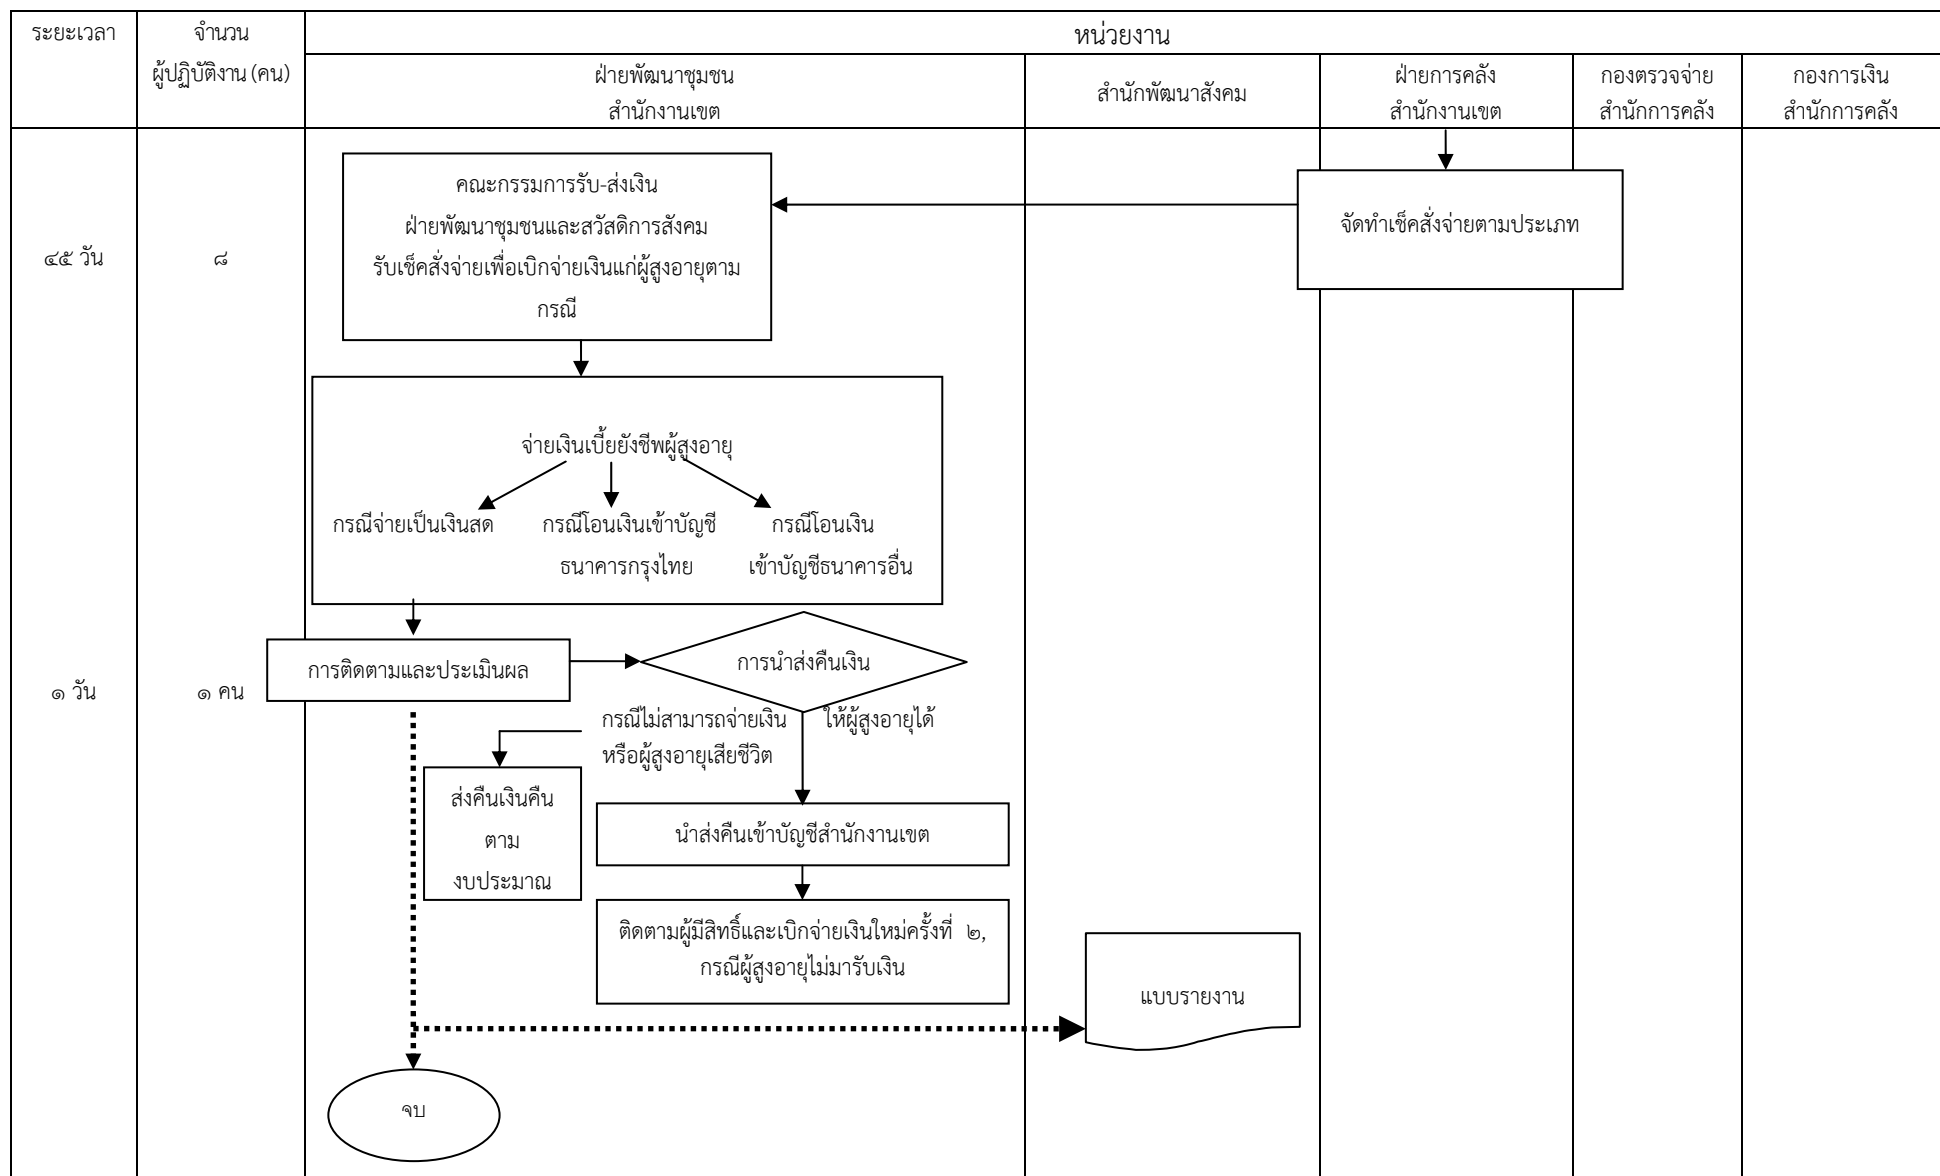 ระยะเวลา
จำนวน
ผู้ปฏิบัติงาน (คน)
หน่วยงาน
ฝ่ายพัฒนาชุมชน
สำนักงานเขต
สำนักพัฒนาสังคม
ฝ่ายการคลัง
สำนักงานเขต
กองตรวจจ่าย
สำนักการคลัง
กองการเงิน
สำนักการคลัง
คณะกรรมการรับ-ส่งเงิน
ฝ่ายพัฒนาชุมชนและสวัสดิการสังคม
รับเช็คสั่งจ่ายเพื่อเบิกจ่ายเงินแก่ผู้สูงอายุตาม
กรณี
จัดทำเช็คสั่งจ่ายตามประเภท
๔๕ วัน
๘
จ่ายเงินเบี้ยยังชีพผู้สูงอายุ
กรณีจ่ายเป็นเงินสด
กรณีโอนเงินเข้าบัญชี
ธนาคารกรุงไทย
กรณีโอนเงิน
เข้าบัญชีธนาคารอื่น
๑ วัน
๑ คน
การติดตามและประเมินผล
การนำส่งคืนเงิน
กรณีไม่สามารถจ่ายเงิน ให้ผู้สูงอายุได้
หรือผู้สูงอายุเสียชีวิต
ส่งคืนเงินคืน
ตาม
งบประมาณ
นำส่งคืนเข้าบัญชีสำนักงานเขต
ติดตามผู้มีสิทธิ์และเบิกจ่ายเงินใหม่ครั้งที่ ๒,
กรณีผู้สูงอายุไม่มารับเงิน
แบบรายงาน
จบ